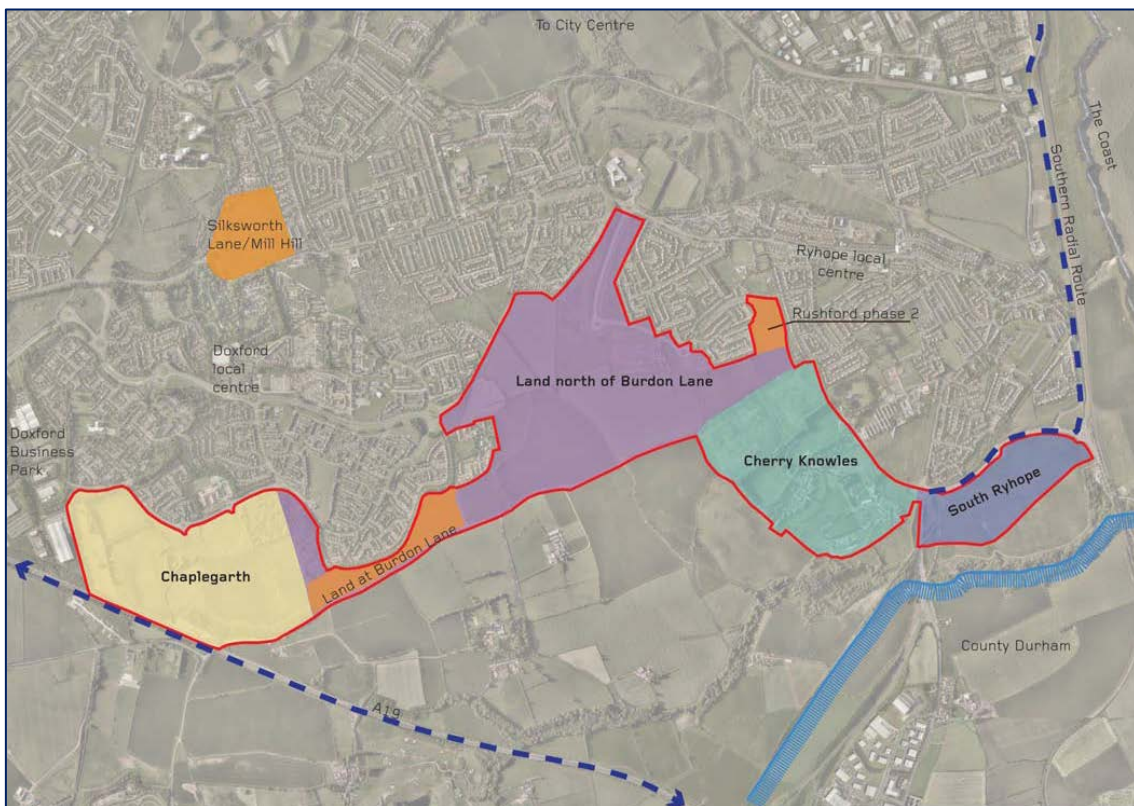 To City Centre
The Coast
Southern Radial Route
Silksworth
Lane/Mill Hill
Ryhope local
centre
Rushford phase 2
Doxford
local
centre
Land north of Burdon Lane
Doxford
Business
Park
Cherry Knowles
South Ryhope
Chaplegarth
Land at Burdon Lane
County Durham
A19